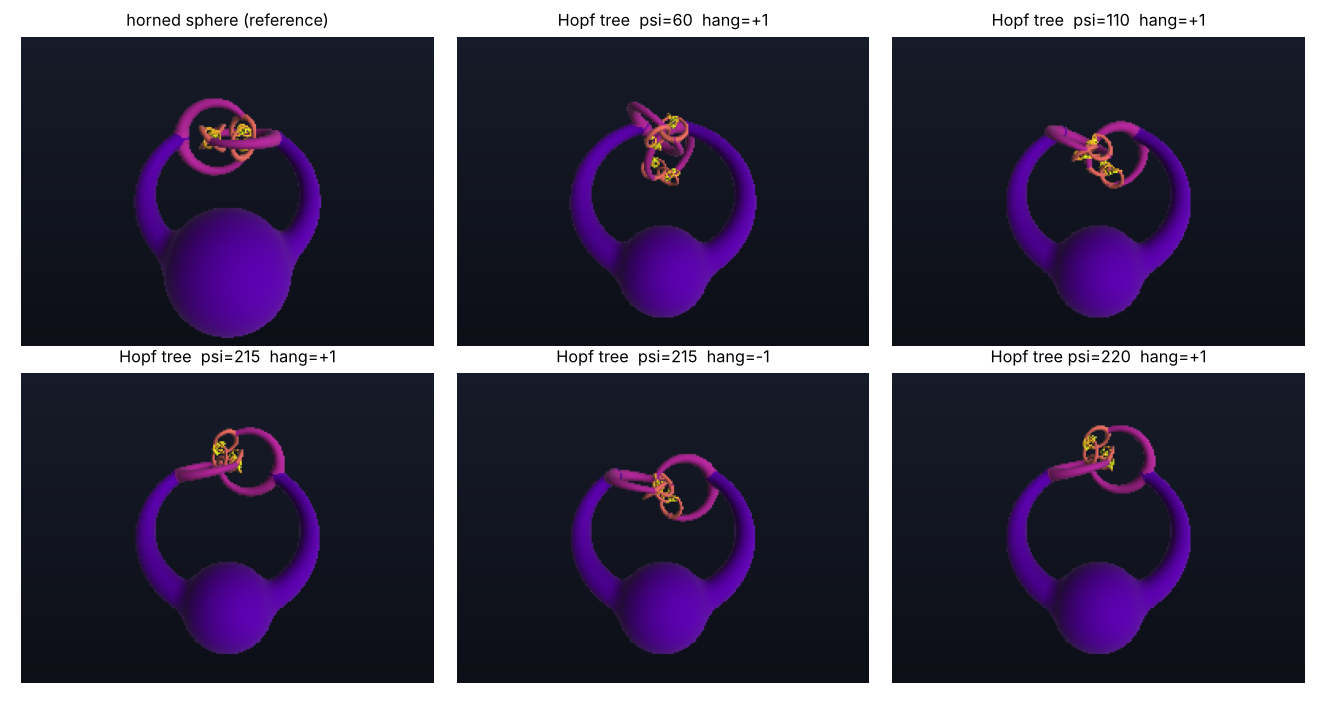 horned sphere (reference)
Hopf tree  psi=60  hang=+1
Hopf tree  psi=110  hang=+1
Hopf tree  psi=215  hang=+1
Hopf tree  psi=215  hang=-1
Hopf tree psi=220  hang=+1